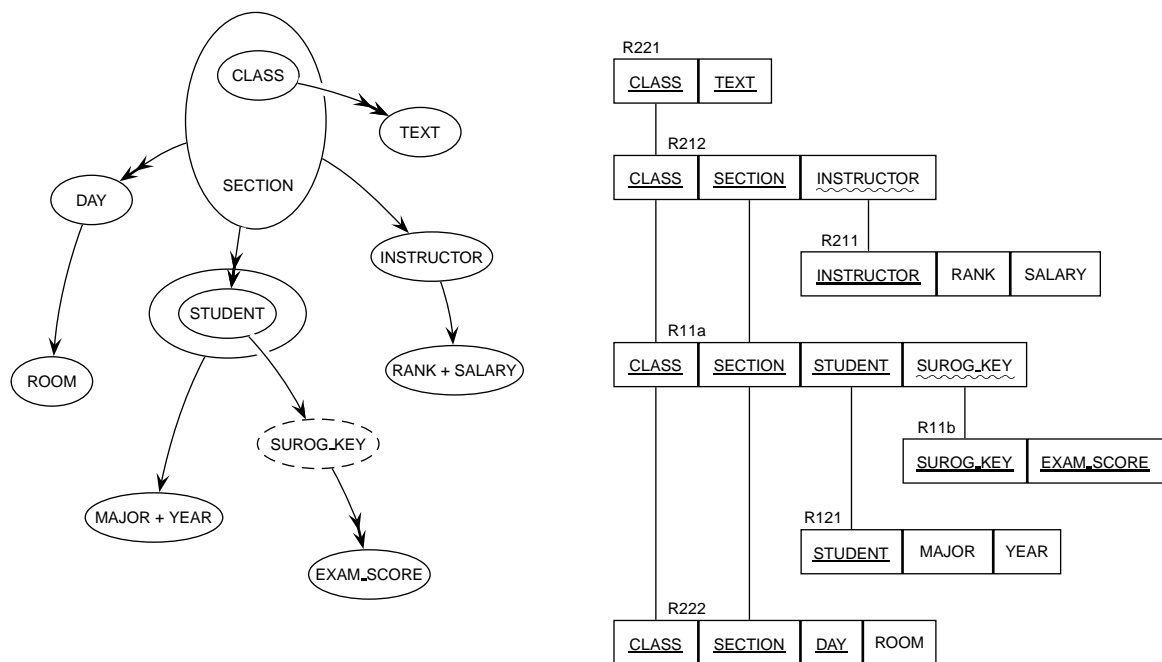 CLASS
TEXT
SECTION
DAY
INSTRUCTOR
STUDENT
ROOM
RANK + SALARY
SUROG_KEY
MAJOR + YEAR
EXAM_SCORE
R221
CLASS TEXT
R212
CLASS SECTION INSTRUCTOR
R211
INSTRUCTOR RANK SALARY
R11a
CLASS SECTION STUDENT SUROG_KEY
R11b
SUROG_KEY EXAM_SCORE
R121
STUDENT MAJOR YEAR
R222
CLASS SECTION DAY ROOM